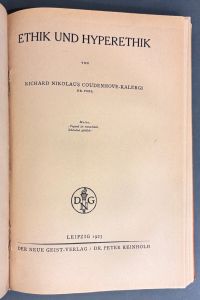 ETHIK UND HYPERETHIK
VON
RICHARD NIKOLAUS COUDENHOVE-KALERGI
DR. PHIL.
Motto:
D G
LEIPZIG 1923
DER NEUE GEIST-VERLAG / DR. PETER REINHOLD